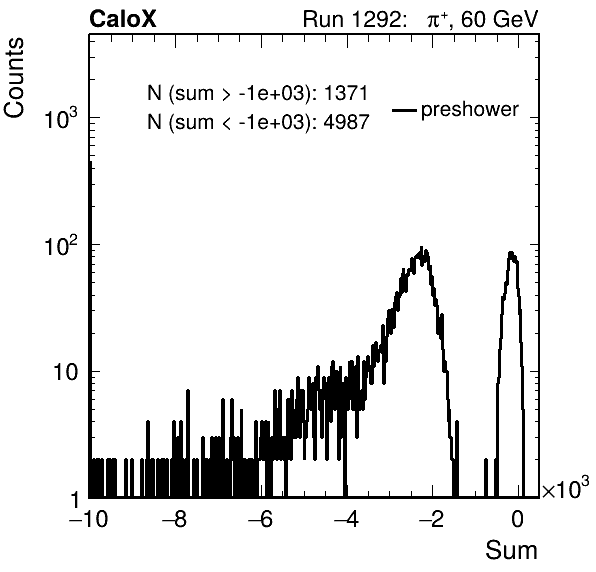 CaloX Run 1292: π⁺, 60 GeV
Counts
N (sum > -1e+03): 1371
N (sum < -1e+03): 4987
preshower
10³
10²
10
1
−10 −8 −6 −4 −2 0
×10³
Sum